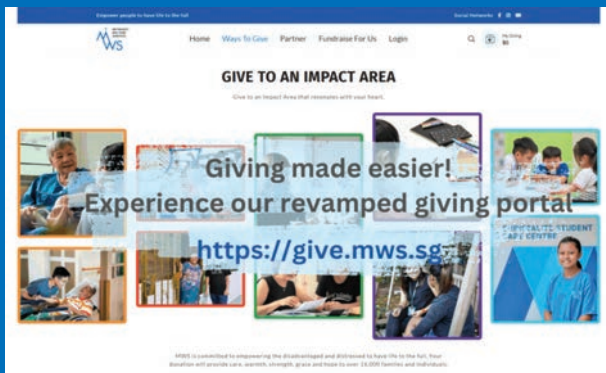 Empower people to have life to the full
Social Networks
MWS
Home Ways To Give Partner Fundraise For Us Login
My Giving
$0
GIVE TO AN IMPACT AREA
Give to an Impact Area that resonates with your heart.
Giving made easier!
Experience our revamped giving portal
https://give.mws.sg
STUDENT
CARE CENTRE
MWS is committed to empowering the disadvantaged and distressed to have life to the full. Your
donation will provide care, warmth, strength, grace and hope to over 16,000 families and individuals.